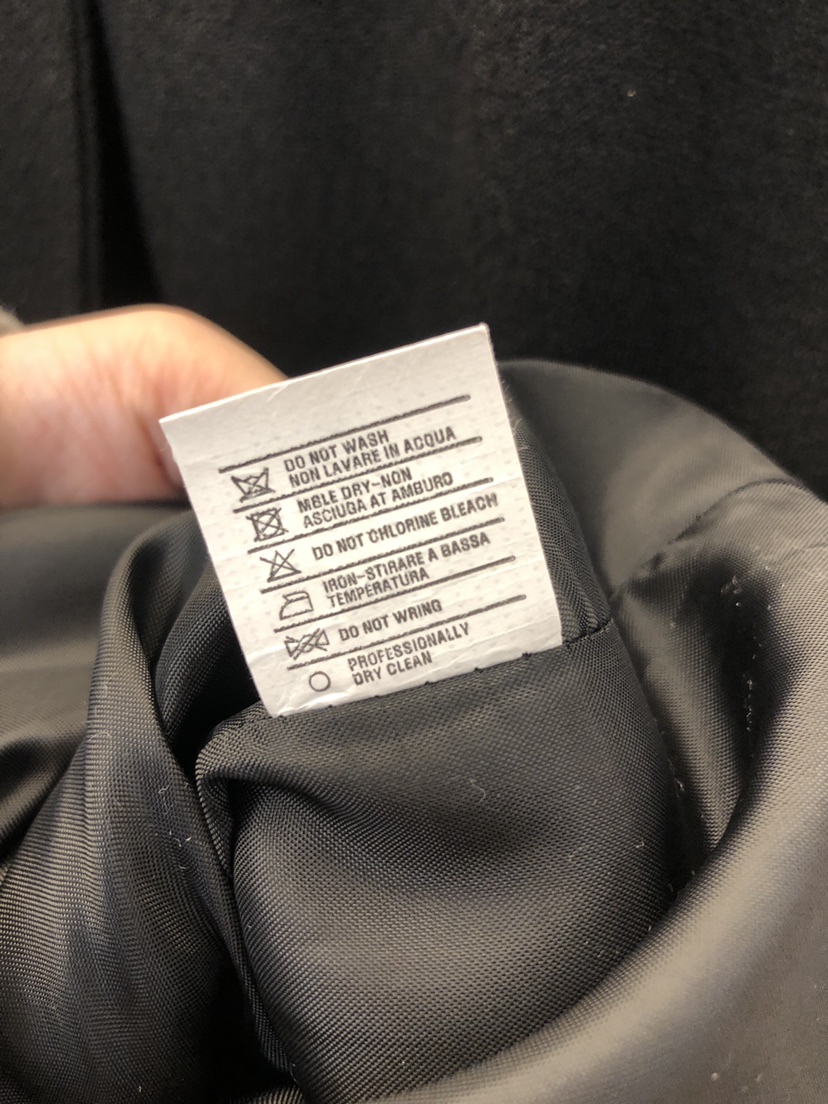 DO NOT WASH
NON LAVARE IN ACQUA
MBLE DRY-NON
ASCIUGA AT AMBURO
DO NOT CHLORINE BLEACH
IRON-STIRARE A BASSA
TEMPERATURA
DO NOT WRING
PROFESSIONALLY
DRY CLEAN